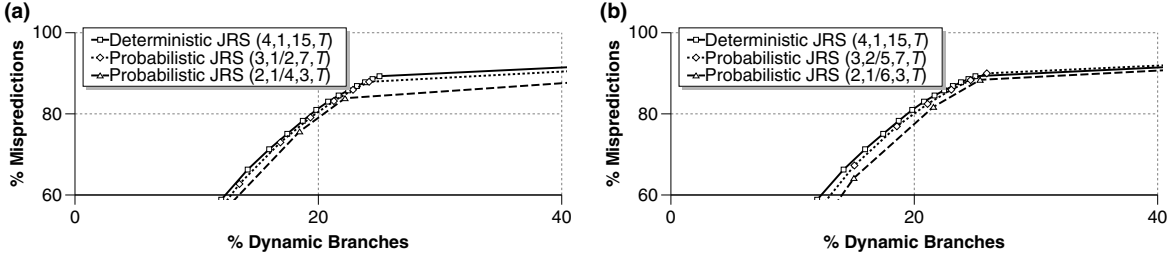 (a)
100
80
60
% Mispredictions
Deterministic JRS (4,1,15,T)
Probabilistic JRS (3,1/2,7,T)
Probabilistic JRS (2,1/4,3,T)
0
20
40
% Dynamic Branches
(b)
100
80
60
% Mispredictions
Deterministic JRS (4,1,15,T)
Probabilistic JRS (3,2/5,7,T)
Probabilistic JRS (2,1/6,3,T)
0
20
40
% Dynamic Branches